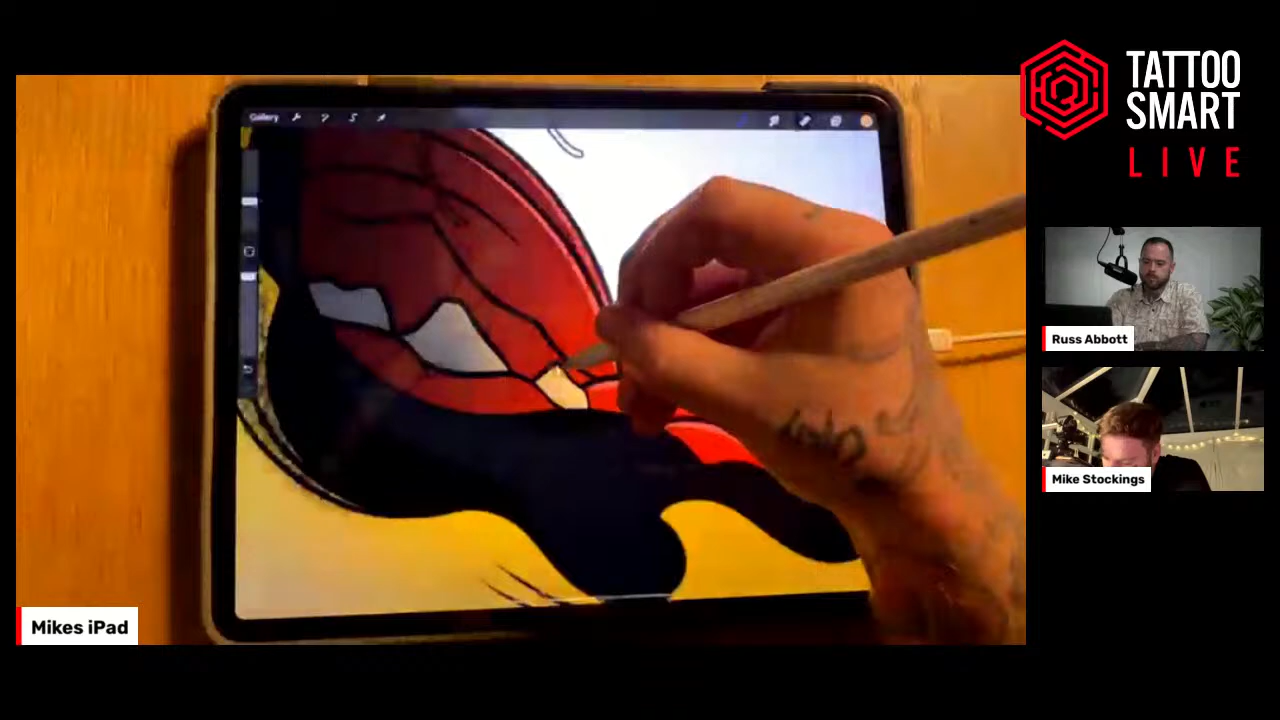 TATTOO
SMART
LIVE
Gallery
Russ Abbott
Mike Stockings
Mikes iPad